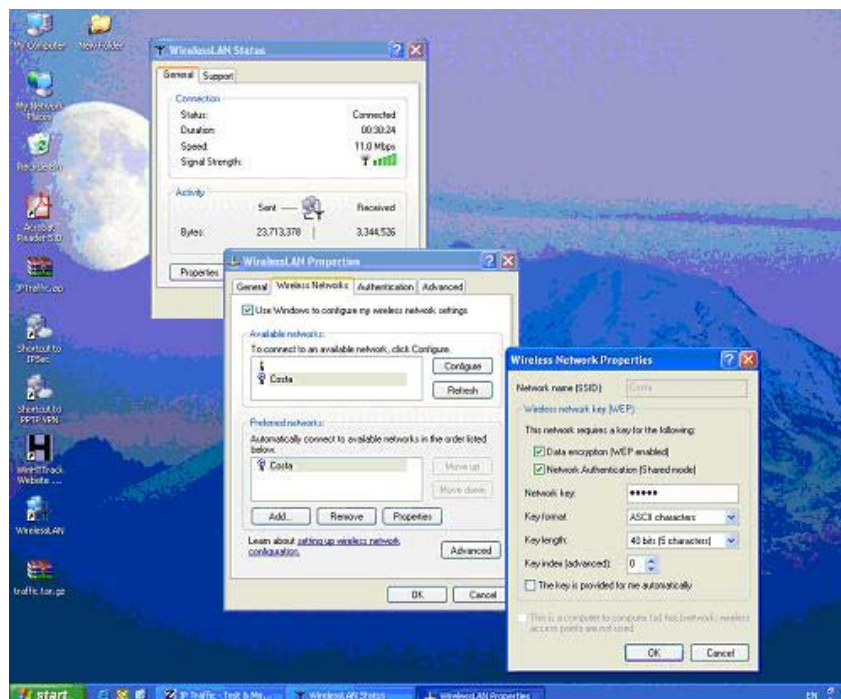 My Computer
New Folder
My Network
Places
Recycle Bin
Acrobat
Reader 5.0
IPTraffic.zip
Shortcut to
IPSec
Shortcut to
PPTP VPN
WinHTTrack
Website ...
WirelessLAN
traffic.tar.gz
WirelessLAN Status
General Support
Connection
Status: Connected
Duration: 00:30:24
Speed: 11.0 Mbps
Signal Strength:
Activity
Sent Received
Bytes: 23,713,378 3,344,526
Properties
WirelessLAN Properties
General Wireless Networks Authentication Advanced
Use Windows to configure my wireless network settings
Available networks:
To connect to an available network, click Configure.
Costa
Configure
Refresh
Preferred networks:
Automatically connect to available networks in the order listed
below:
Costa
Move up
Move down
Add... Remove Properties
Learn about setting up wireless network
configuration.
Advanced
OK Cancel
Wireless Network Properties
Network name (SSID): Costa
Wireless network key (WEP)
This network requires a key for the following:
Data encryption (WEP enabled)
Network Authentication (Shared mode)
Network key: *****
Key format: ASCII characters
Key length: 40 bits (5 characters)
Key index (advanced): 0
The key is provided for me automatically
This is a computer to computer (ad hoc) network; wireless
access points are not used
OK Cancel
start
IP Traffic - Test & Me...
WirelessLAN Status
WirelessLAN Properties
EN